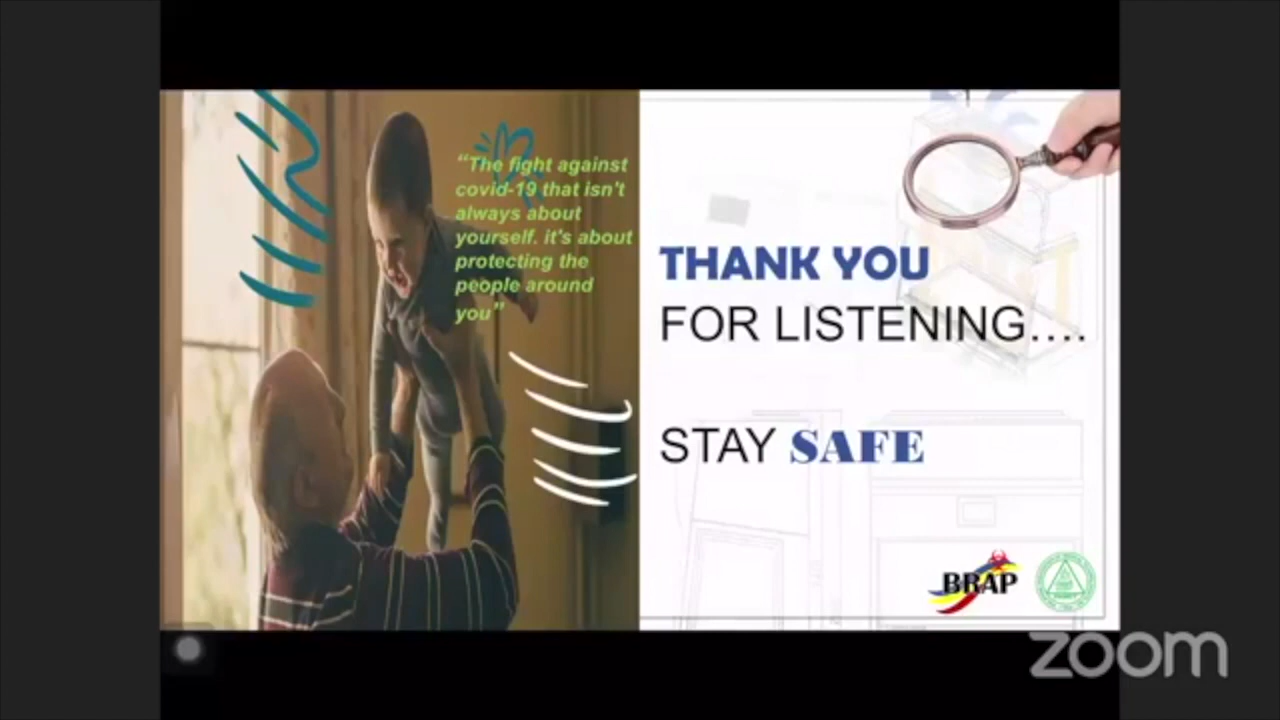 “The fight against
covid-19 that isn't
always about
yourself. it's about
protecting the
people around
you”
THANK YOU
FOR LISTENING....
STAY SAFE
BRAP
zoom